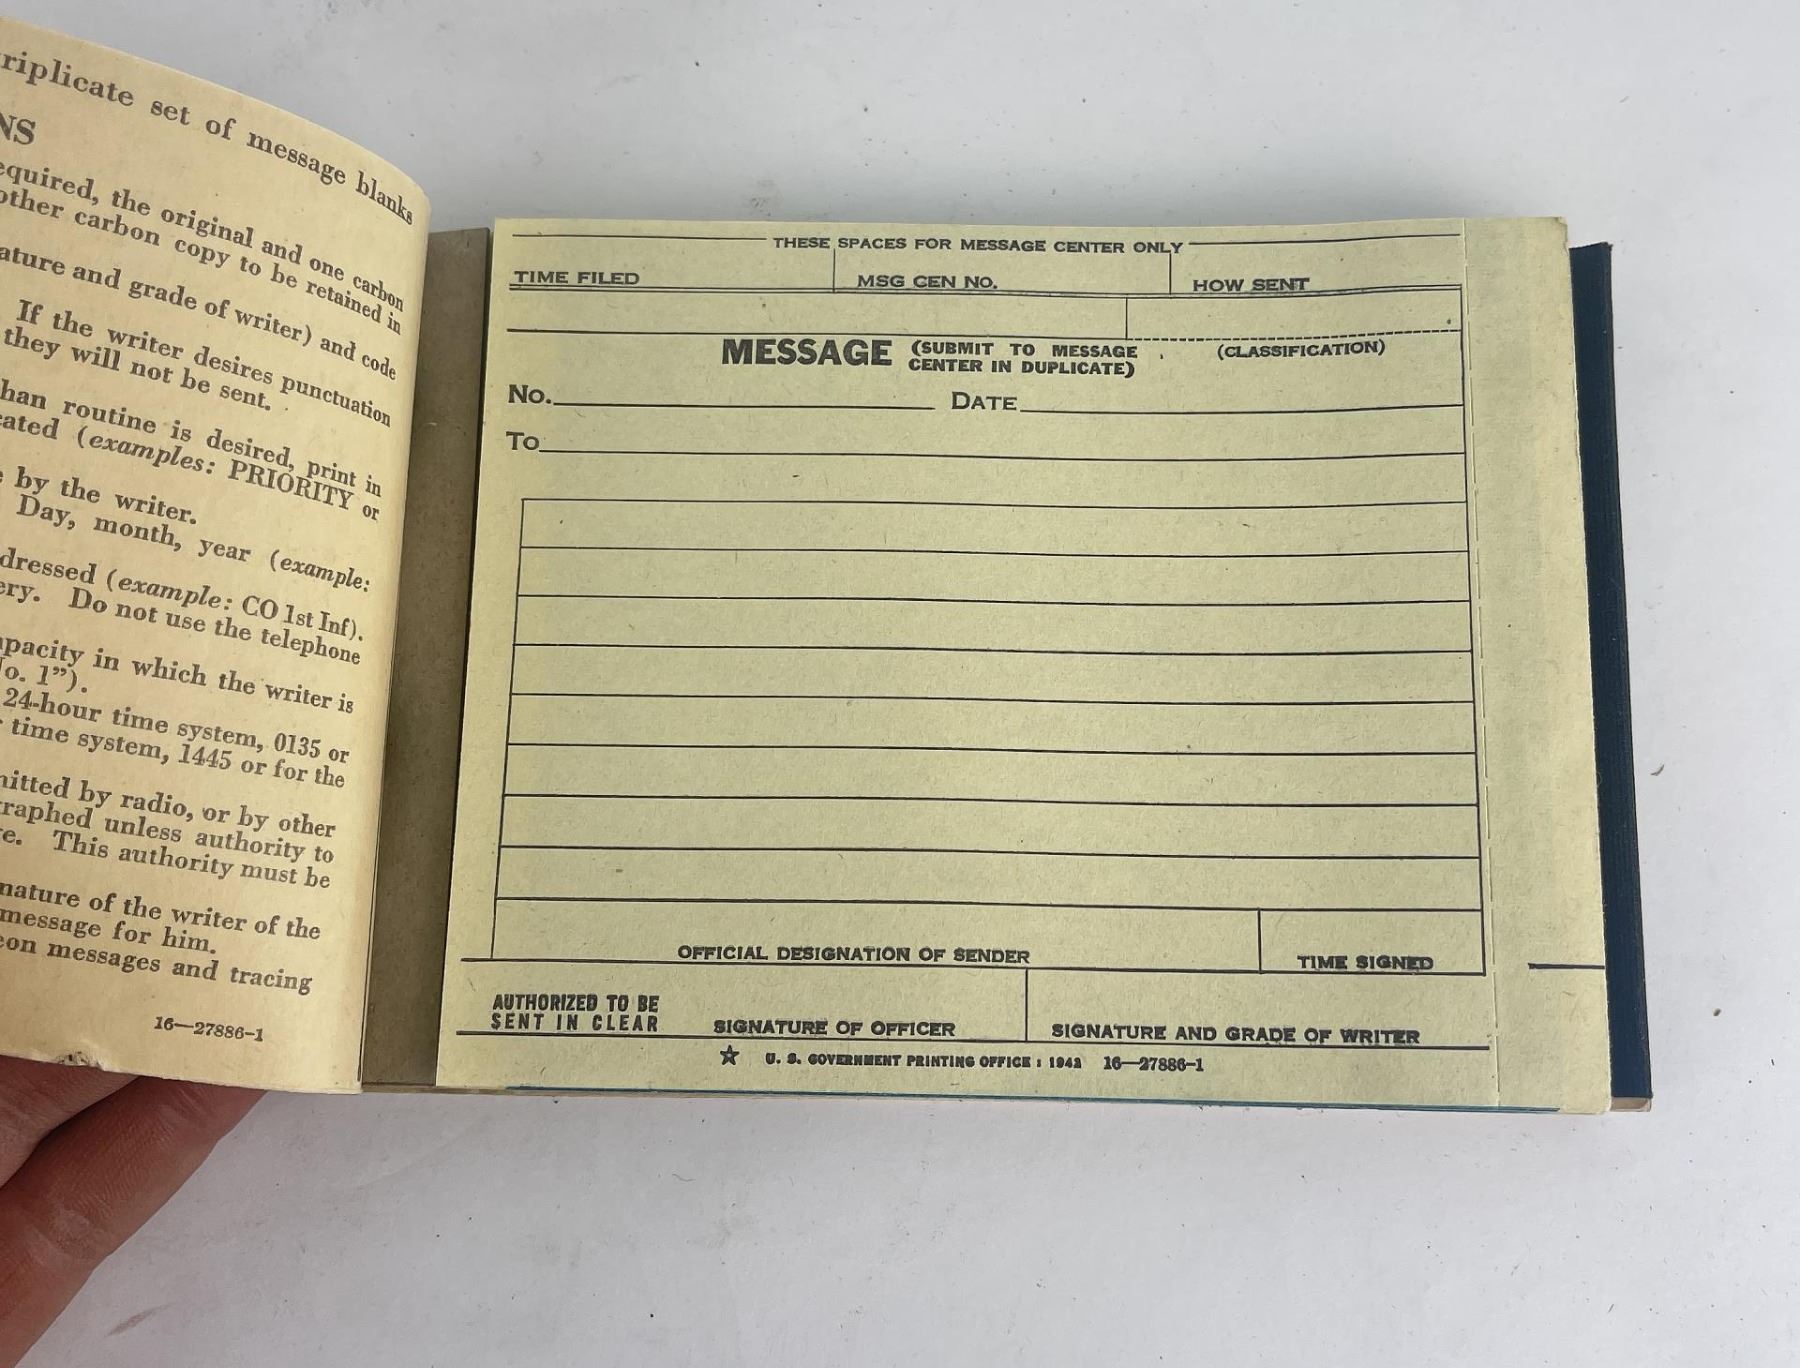 triplicate set of message blanks
NS
equired, the original and one carbon
other carbon copy to be retained in
ature and grade of writer) and code
If the writer desires punctuation
they will not be sent.
han routine is desired, print in
cated (examples: PRIORITY or
by the writer.
Day, month, year (example:
dressed (example: CO 1st Inf).
ery. Do not use the telephone
apacity in which the writer is
No. 1”).
24-hour time system, 0135 or
time system, 1445 or for the
mitted by radio, or by other
graphed unless authority to
re. This authority must be
nature of the writer of the
message for him.
eon messages and tracing
16—27886-1
THESE SPACES FOR MESSAGE CENTER ONLY
TIME FILED MSG CEN NO. HOW SENT
MESSAGE (SUBMIT TO MESSAGE CENTER IN DUPLICATE) (CLASSIFICATION)
No. DATE
To
OFFICIAL DESIGNATION OF SENDER TIME SIGNED
AUTHORIZED TO BE
SENT IN CLEAR SIGNATURE OF OFFICER SIGNATURE AND GRADE OF WRITER
☆ U. S. GOVERNMENT PRINTING OFFICE : 1942 16—27886-1